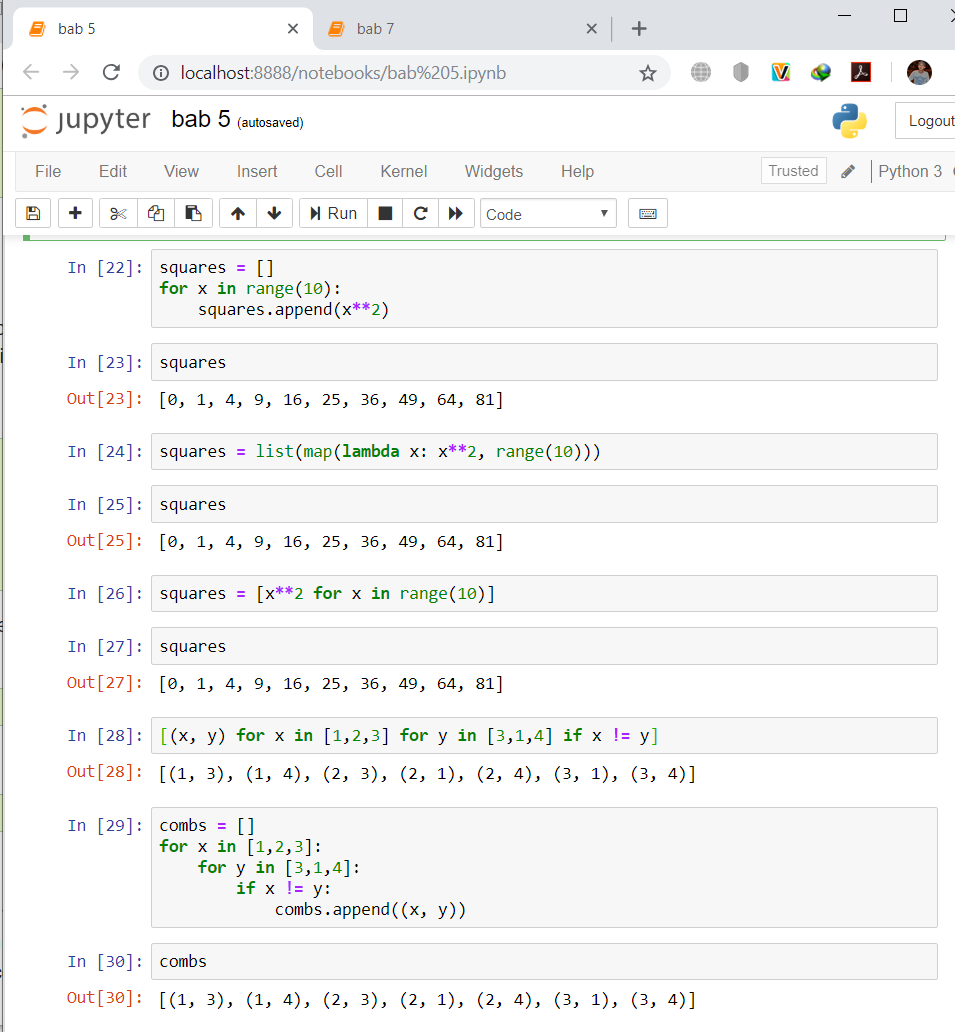 bab 5
bab 7
localhost:8888/notebooks/bab%205.ipynb
jupyter bab 5 (autosaved)
Logout
File Edit View Insert Cell Kernel Widgets Help Trusted Python 3
Run Code
In [22]: squares = []
for x in range(10):
    squares.append(x**2)
In [23]: squares
Out[23]: [0, 1, 4, 9, 16, 25, 36, 49, 64, 81]
In [24]: squares = list(map(lambda x: x**2, range(10)))
In [25]: squares
Out[25]: [0, 1, 4, 9, 16, 25, 36, 49, 64, 81]
In [26]: squares = [x**2 for x in range(10)]
In [27]: squares
Out[27]: [0, 1, 4, 9, 16, 25, 36, 49, 64, 81]
In [28]: [(x, y) for x in [1,2,3] for y in [3,1,4] if x != y]
Out[28]: [(1, 3), (1, 4), (2, 3), (2, 1), (2, 4), (3, 1), (3, 4)]
In [29]: combs = []
for x in [1,2,3]:
    for y in [3,1,4]:
        if x != y:
            combs.append((x, y))
In [30]: combs
Out[30]: [(1, 3), (1, 4), (2, 3), (2, 1), (2, 4), (3, 1), (3, 4)]